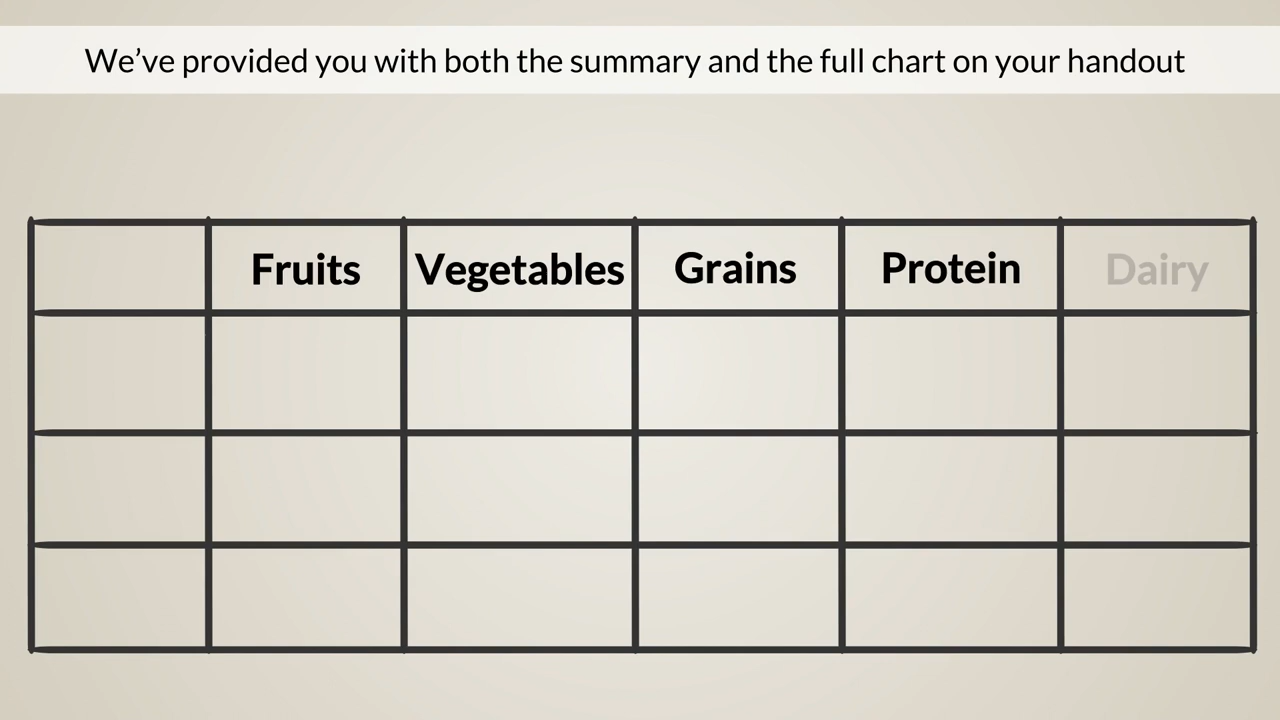 We’ve provided you with both the summary and the full chart on your handout
Fruits Vegetables Grains Protein Dairy